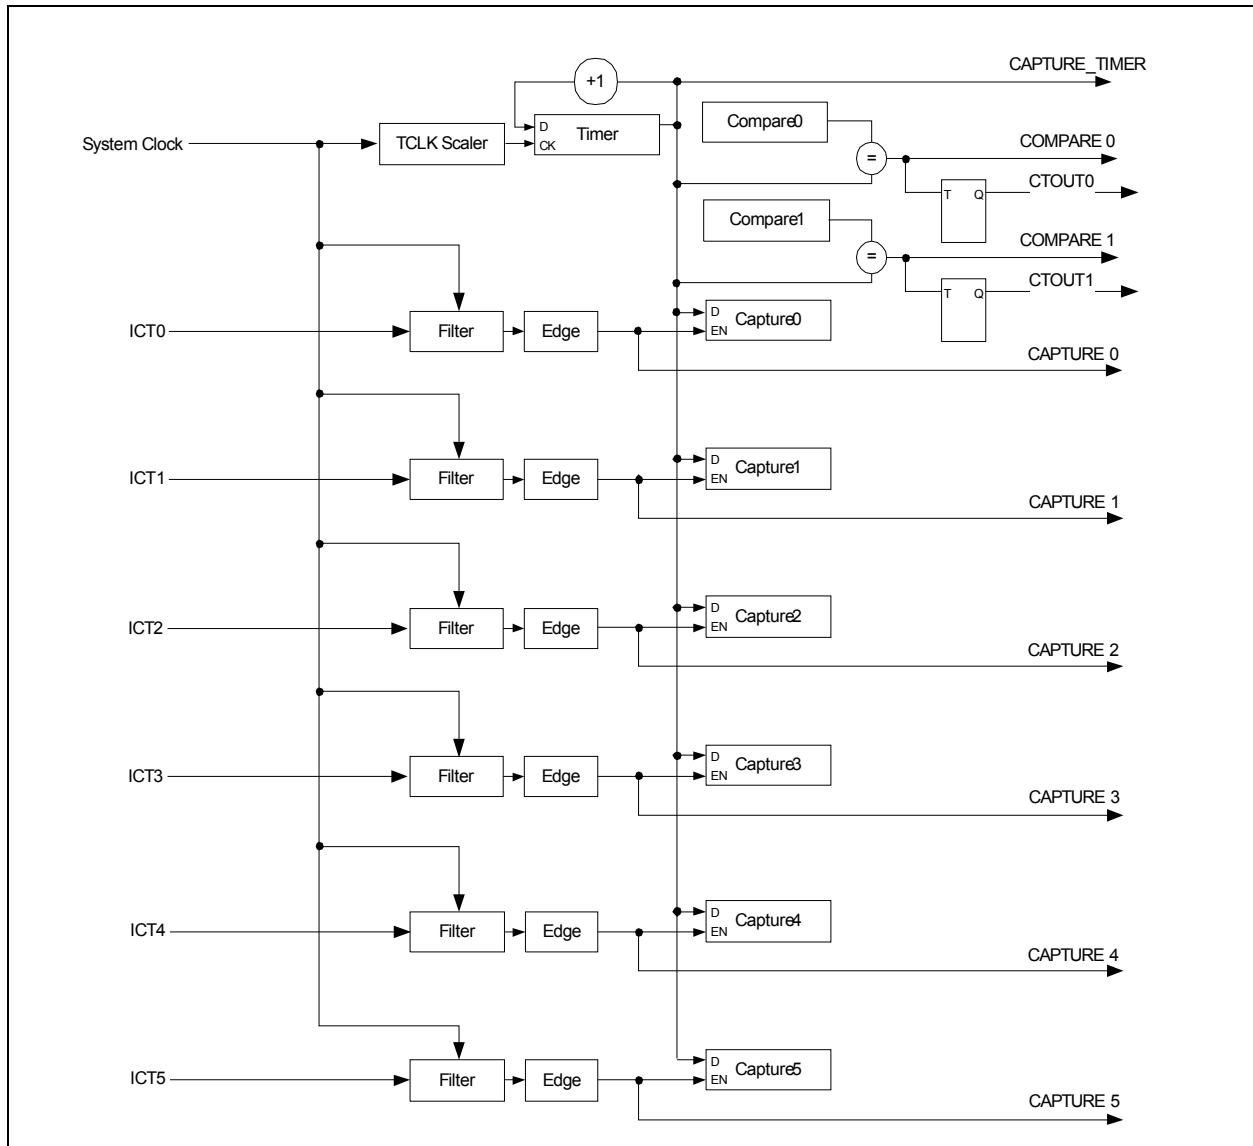 CAPTURE_TIMER
+1
D
CK
Timer
Compare0
System Clock
TCLK Scaler
COMPARE 0
=
T Q
CTOUT0
Compare1
COMPARE 1
=
T Q
CTOUT1
ICT0
Filter
Edge
D
EN
Capture0
CAPTURE 0
ICT1
Filter
Edge
D
EN
Capture1
CAPTURE 1
ICT2
Filter
Edge
D
EN
Capture2
CAPTURE 2
ICT3
Filter
Edge
D
EN
Capture3
CAPTURE 3
ICT4
Filter
Edge
D
EN
Capture4
CAPTURE 4
ICT5
Filter
Edge
D
EN
Capture5
CAPTURE 5